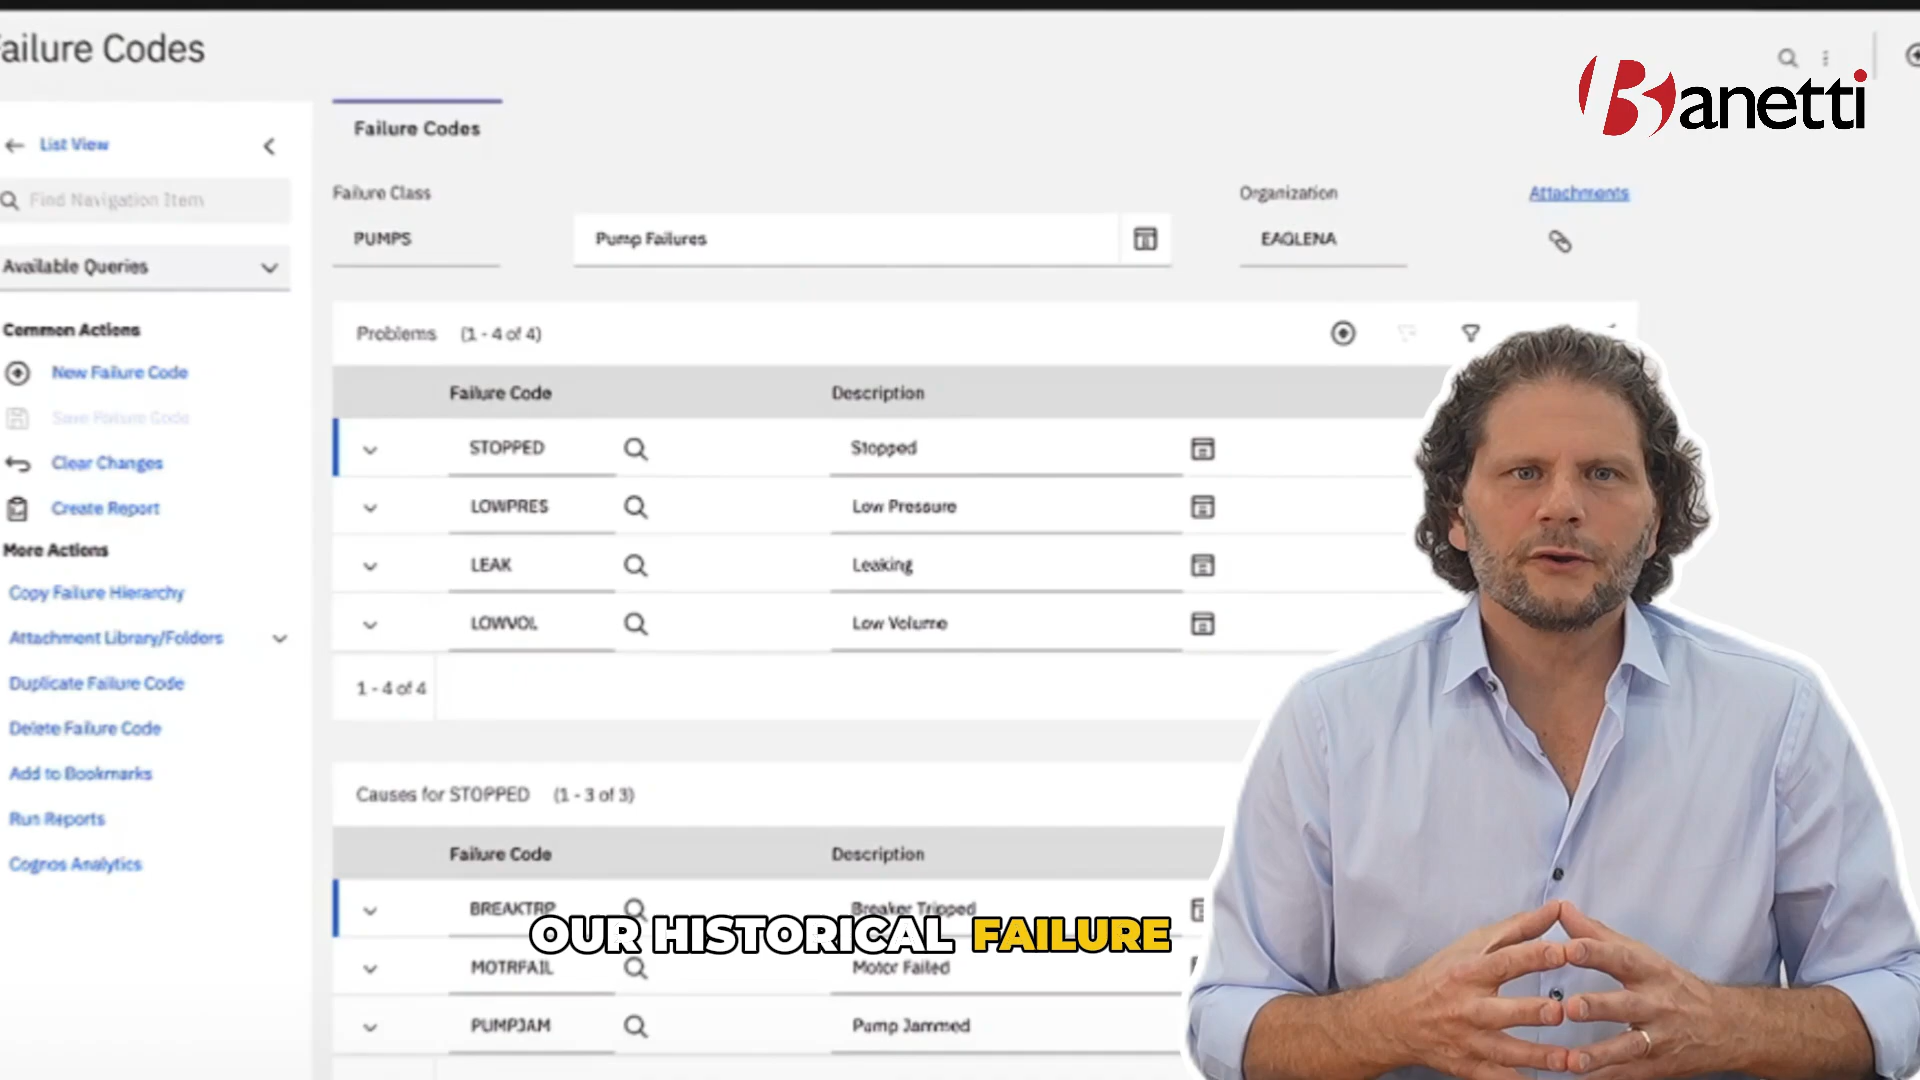 ailure Codes
Banetti
List View
Failure Codes
Find Navigation Item
Failure Class
Organization
Attachments
PUMPS
Pump Failures
EAGLENA
Available Queries
Common Actions
Problems (1 - 4 of 4)
New Failure Code
Failure Code
Description
Save Failure Code
STOPPED
Stopped
Clear Changes
LOWPRES
Low Pressure
Create Report
More Actions
LEAK
Leaking
Copy Failure Hierarchy
LOWVOL
Low Volume
Attachment Library/Folders
Duplicate Failure Code
1 - 4 of 4
Delete Failure Code
Add to Bookmarks
Causes for STOPPED (1 - 3 of 3)
Run Reports
Failure Code
Description
Cognos Analytics
BREAKTRP
Breaker Tripped
OUR HISTORICAL FAILURE
MOTRFAIL
Motor Failed
PUMPJAM
Pump Jammed